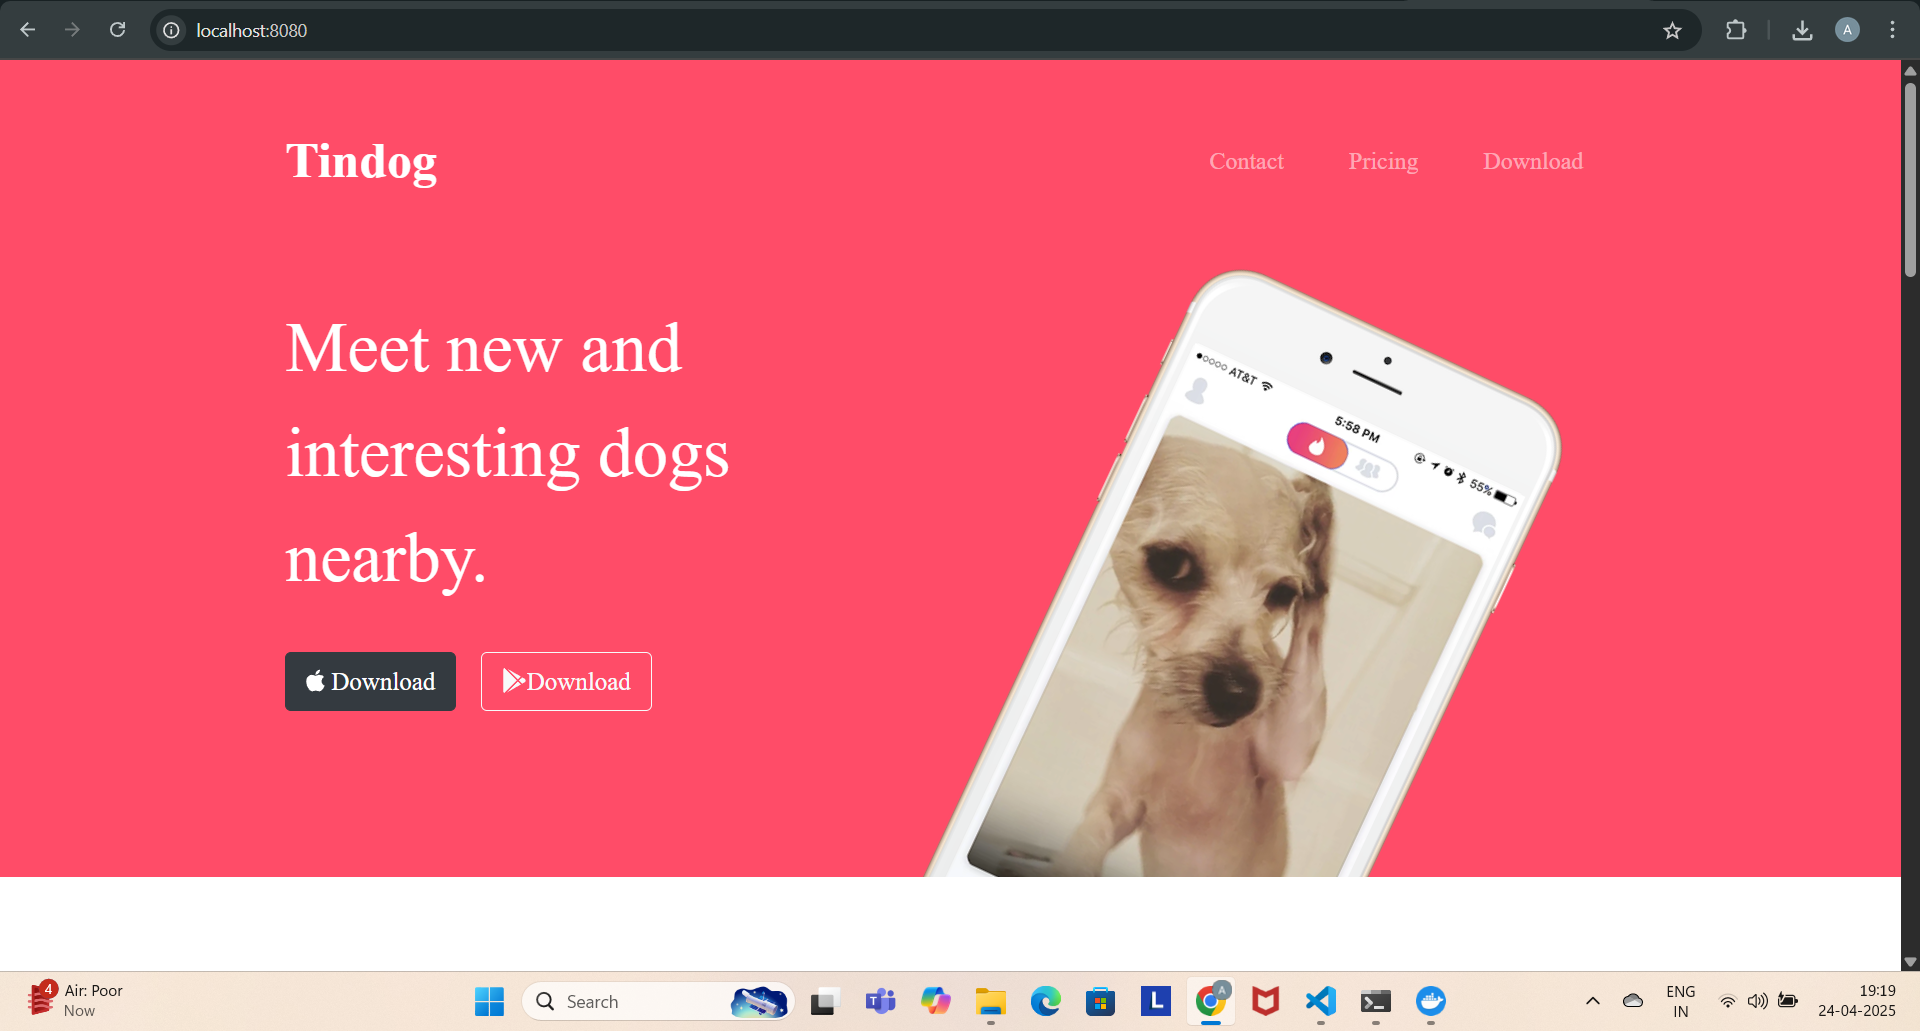 localhost:8080
A
Tindog
Contact
Pricing
Download
Meet new and
interesting dogs
nearby.
Download
Download
AT&T
5:58 PM
55%
4
Air: Poor
Now
Search
T
L
A
ENG
IN
19:19
24-04-2025